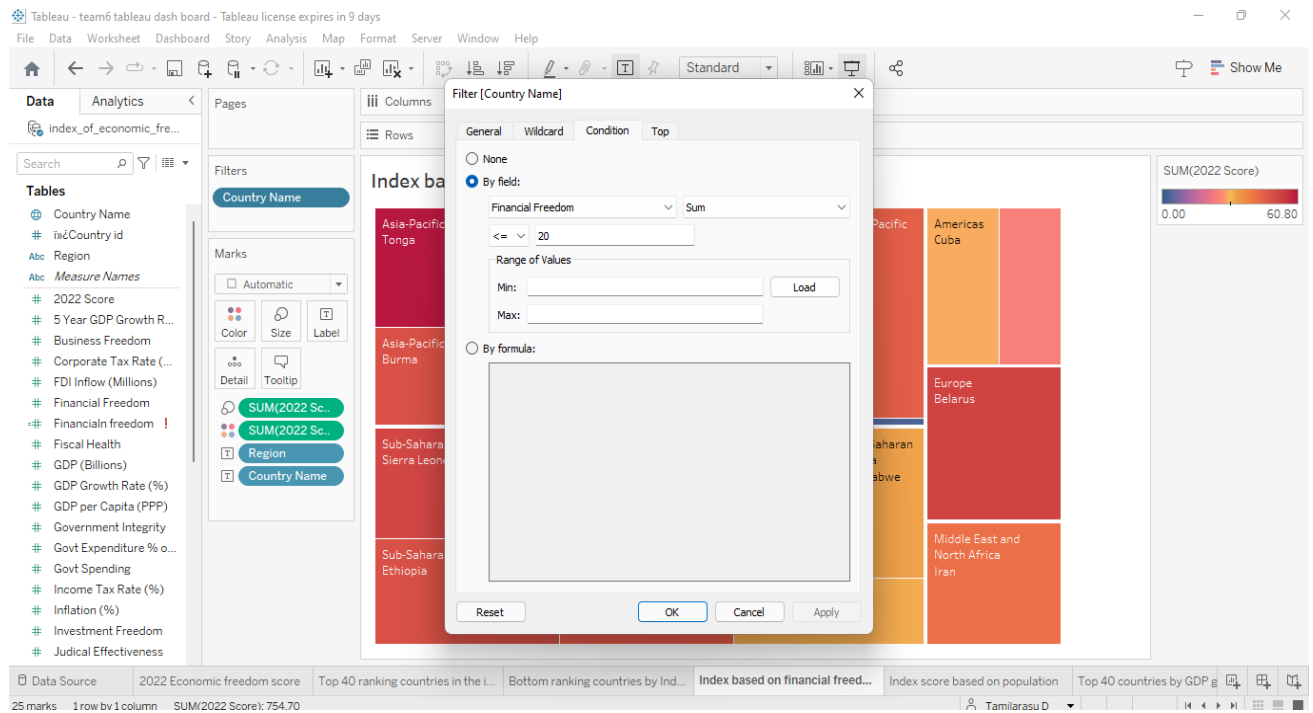 Tableau - team6 tableau dash board - Tableau license expires in 9 days
File Data Worksheet Dashboard Story Analysis Map Format Server Window Help
Standard
Show Me
Data Analytics
index_of_economic_fre...
Search
Tables
Country Name
ï»¿Country id
Abc Region
Abc Measure Names
2022 Score
5 Year GDP Growth R...
Business Freedom
Corporate Tax Rate (...
FDI Inflow (Millions)
Financial Freedom
Financialn freedom !
Fiscal Health
GDP (Billions)
GDP Growth Rate (%)
GDP per Capita (PPP)
Government Integrity
Govt Expenditure % o...
Govt Spending
Income Tax Rate (%)
Inflation (%)
Investment Freedom
Judical Effectiveness
Pages
Filters
Country Name
Marks
Automatic
Color Size Label
Detail Tooltip
SUM(2022 Sc..
SUM(2022 Sc..
Region
Country Name
Columns
Rows
Index ba
Asia-Pacific
Tonga
Asia-Pacific
Burma
Sub-Sahara
Sierra Leon
Sub-Sahara
Ethiopia
Filter [Country Name]
General Wildcard Condition Top
None
By field:
Financial Freedom Sum
<= 20
Range of Values
Min:
Load
Max:
By formula:
Reset OK Cancel Apply
Pacific
Americas
Cuba
Europe
Belarus
aharan
abwe
Middle East and
North Africa
Iran
SUM(2022 Score)
0.00 60.80
Data Source 2022 Economic freedom score Top 40 ranking countries in the i... Bottom ranking countries by Ind... Index based on financial freed... Index score based on population Top 40 countries by GDP g
25 marks 1 row by 1 column SUM(2022 Score): 754.70 Tamilarasu D